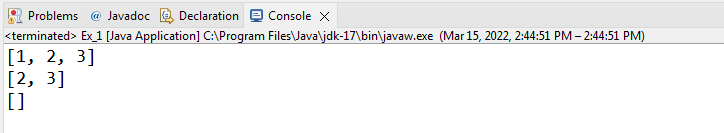 Problems @ Javadoc Declaration Console
<terminated> Ex_1 [Java Application] C:\Program Files\Java\jdk-17\bin\javaw.exe (Mar 15, 2022, 2:44:51 PM – 2:44:51 PM)
[1, 2, 3]
[2, 3]
[]